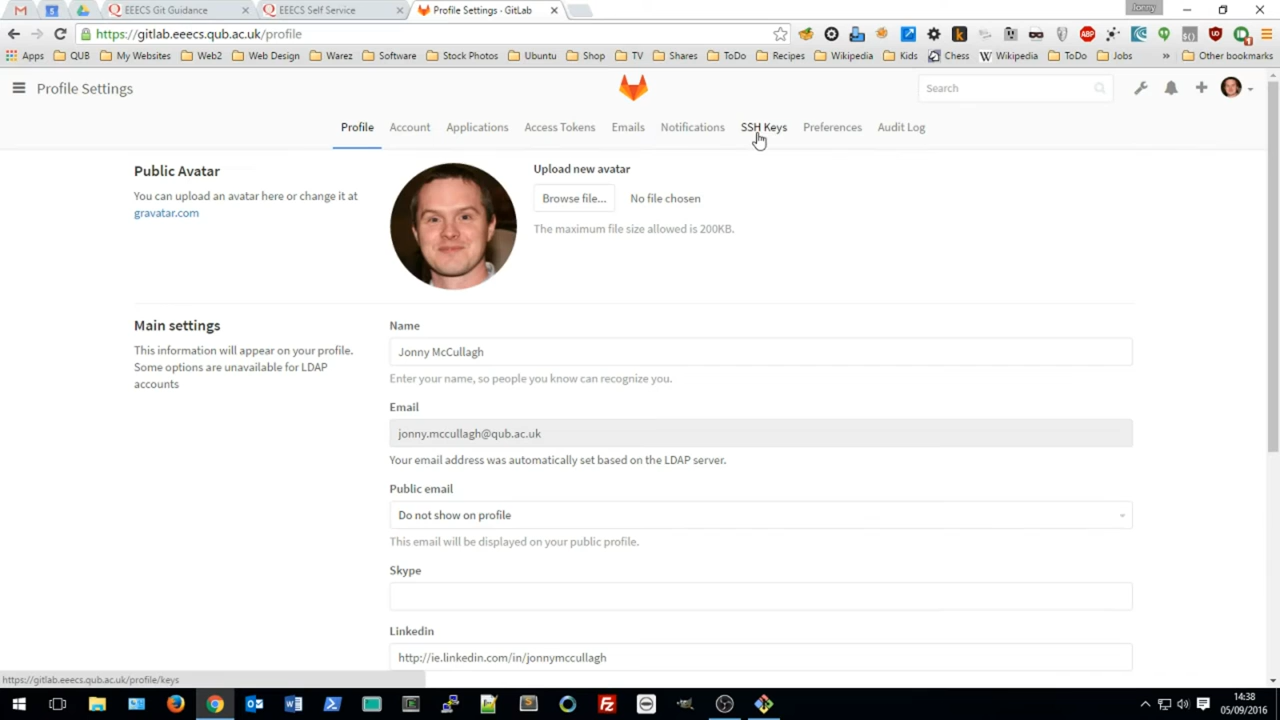 EEECS Git Guidance
EEECS Self Service
Profile Settings - GitLab
Jonny
https://gitlab.eeecs.qub.ac.uk/profile
Apps QUB My Websites Web2 Web Design Warez Software Stock Photos Ubuntu Shop TV Shares ToDo Recipes Wikipedia Kids Chess Wikipedia ToDo Jobs » Other bookmarks
Profile Settings
Search
Profile Account Applications Access Tokens Emails Notifications SSH Keys Preferences Audit Log
Public Avatar
You can upload an avatar here or change it at
gravatar.com
Upload new avatar
Browse file... No file chosen
The maximum file size allowed is 200KB.
Main settings
This information will appear on your profile.
Some options are unavailable for LDAP
accounts
Name
Jonny McCullagh
Enter your name, so people you know can recognize you.
Email
jonny.mccullagh@qub.ac.uk
Your email address was automatically set based on the LDAP server.
Public email
Do not show on profile
This email will be displayed on your public profile.
Skype
Linkedin
http://ie.linkedin.com/in/jonnymccullagh
https://gitlab.eeecs.qub.ac.uk/profile/keys
14:38
05/09/2016